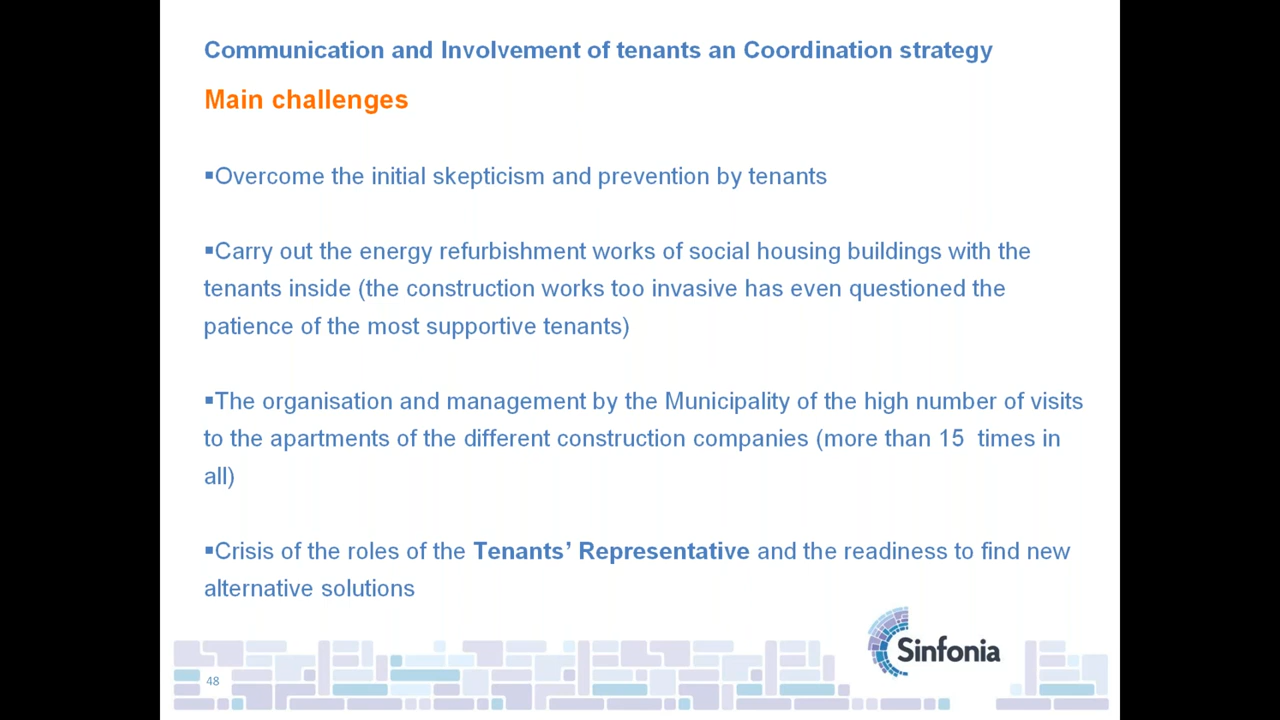 Communication and Involvement of tenants an Coordination strategy
Main challenges
▪Overcome the initial skepticism and prevention by tenants
▪Carry out the energy refurbishment works of social housing buildings with the
tenants inside (the construction works too invasive has even questioned the
patience of the most supportive tenants)
▪The organisation and management by the Municipality of the high number of visits
to the apartments of the different construction companies (more than 15  times in
all)
▪Crisis of the roles of the Tenants’ Representative and the readiness to find new
alternative solutions
Sinfonia
48